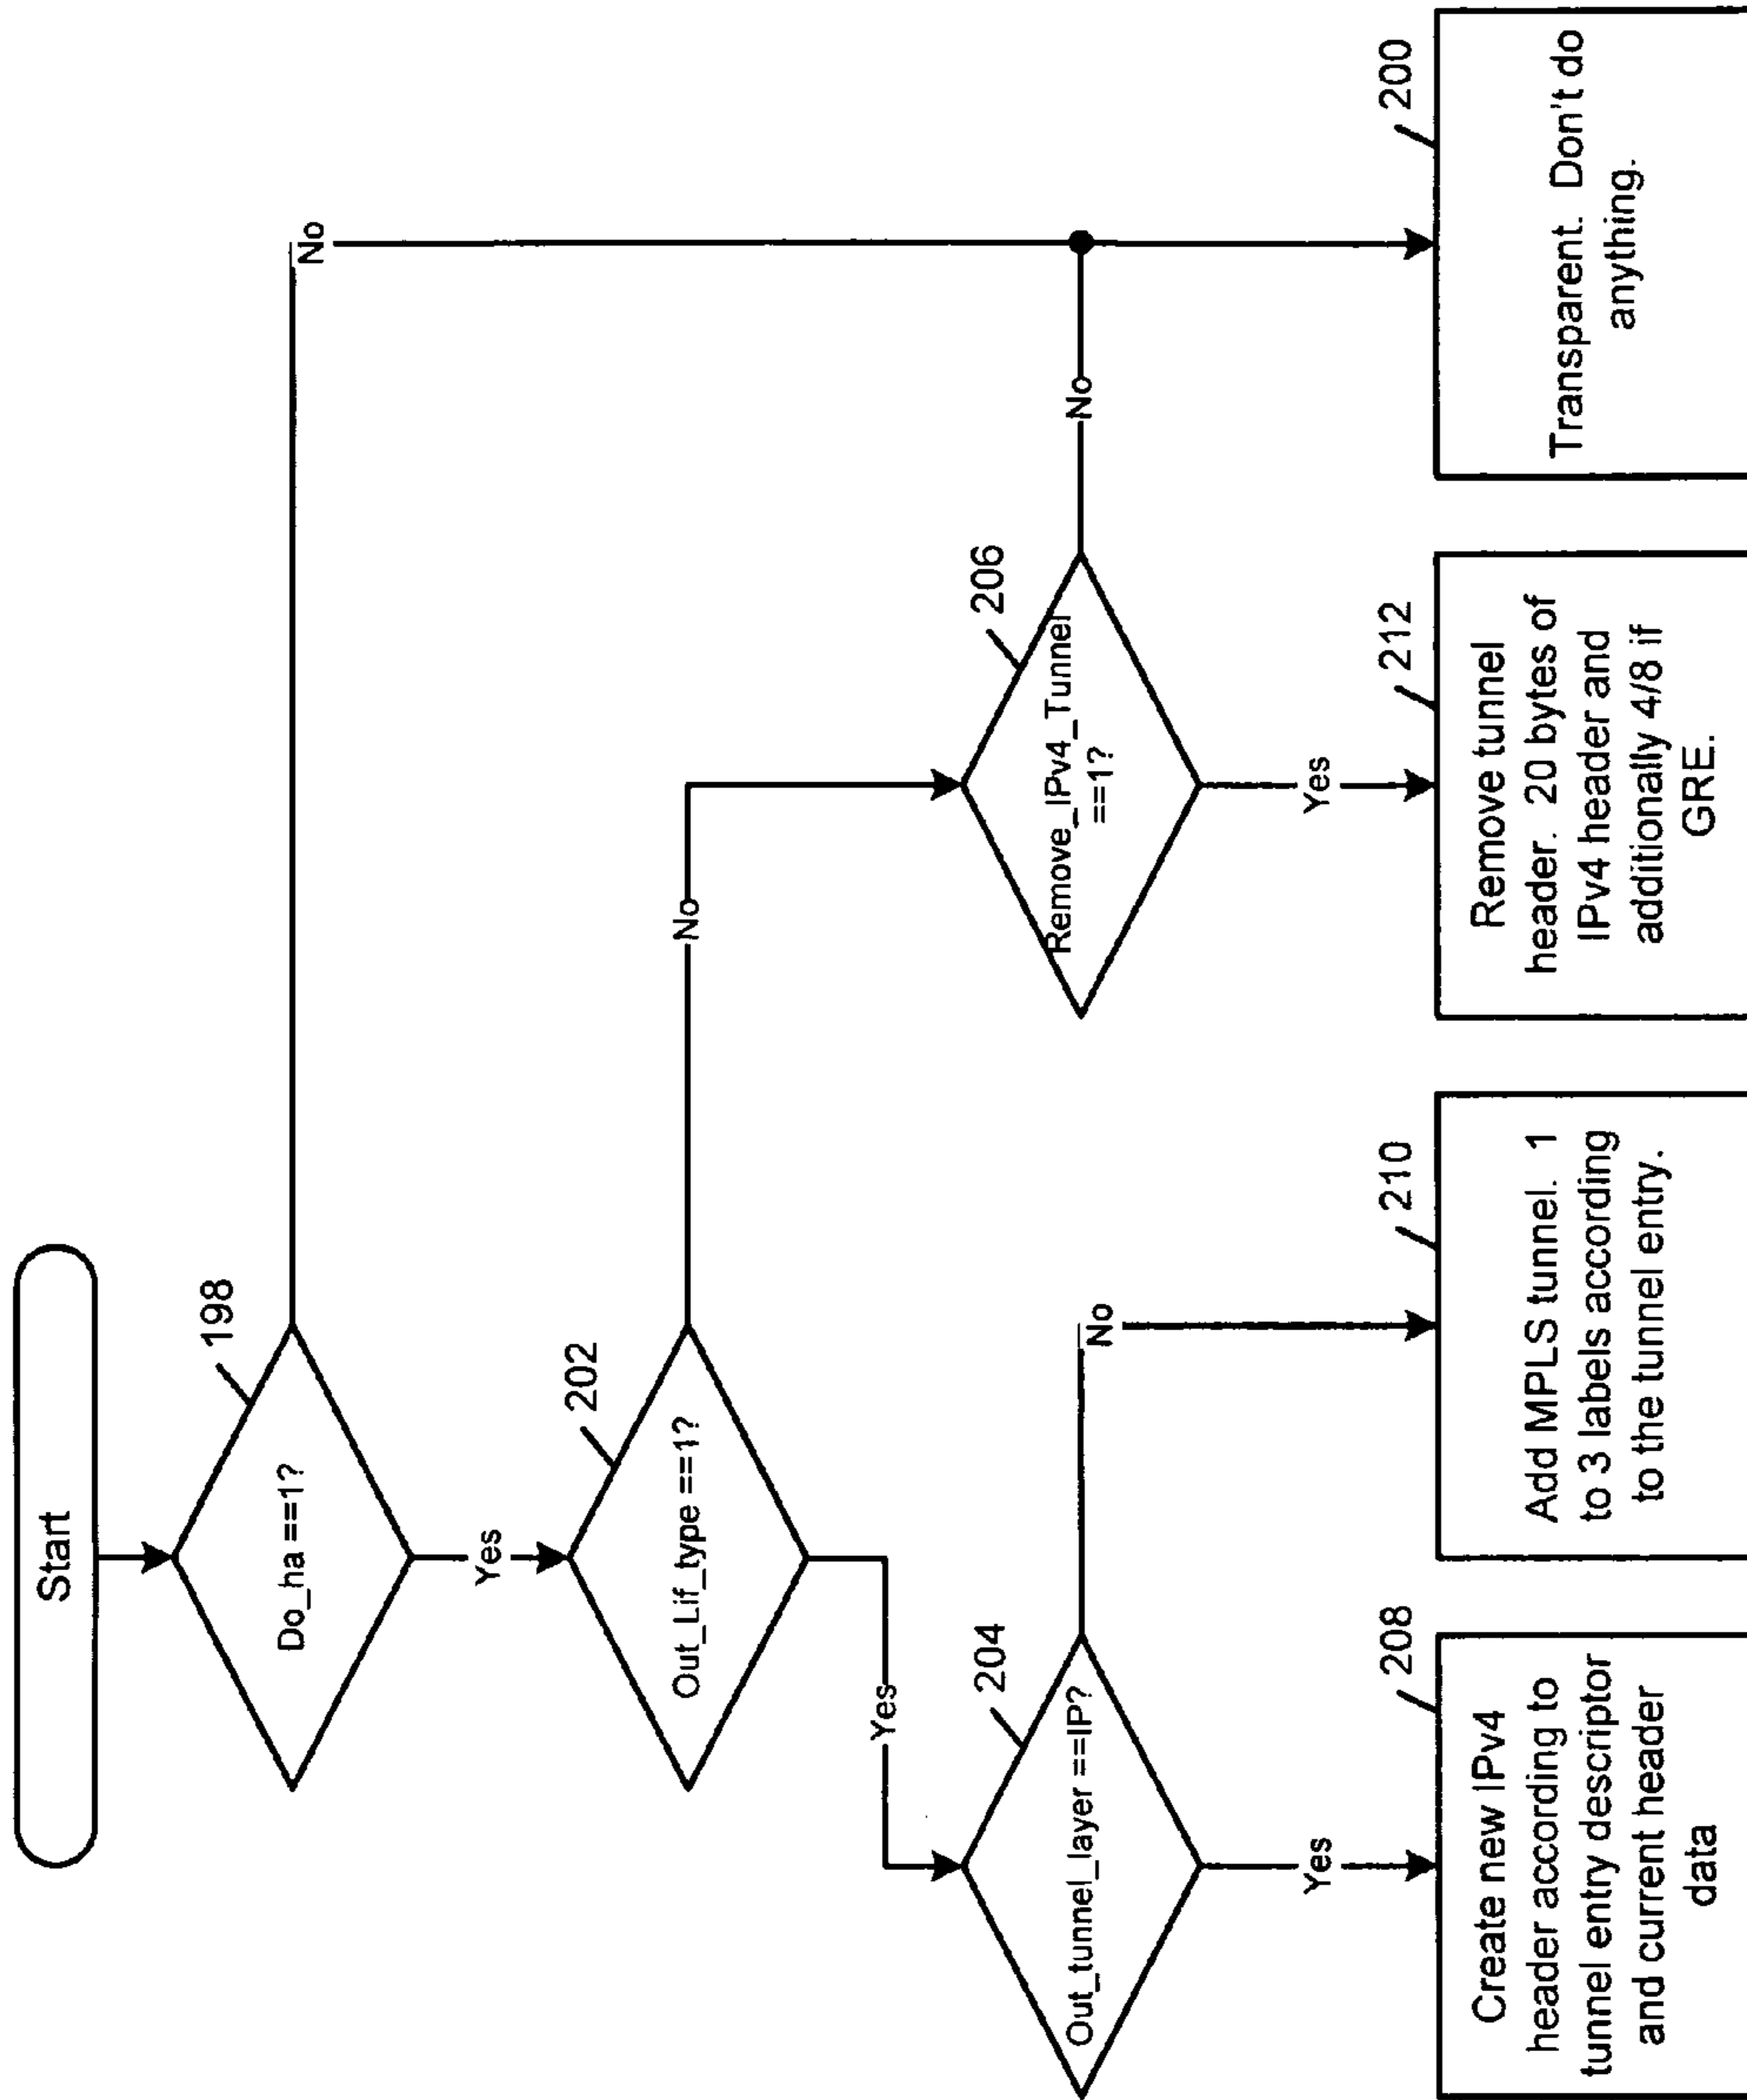 Start
198
Do_ha ==1?
No
Yes
202
Out_Lif_type ==1?
No
Yes
204
Out_tunnel_layer ==IP?
No
Yes
206
Remove_IPv4_Tunnel
==1?
No
Yes
208
Create new IPv4
header according to
tunnel entry descriptor
and current header
data
210
Add MPLS tunnel. 1
to 3 labels according
to the tunnel entry.
212
Remove tunnel
header. 20 bytes of
IPv4 header and
additionally 4/8 if
GRE.
200
Transparent. Don't do
anything.